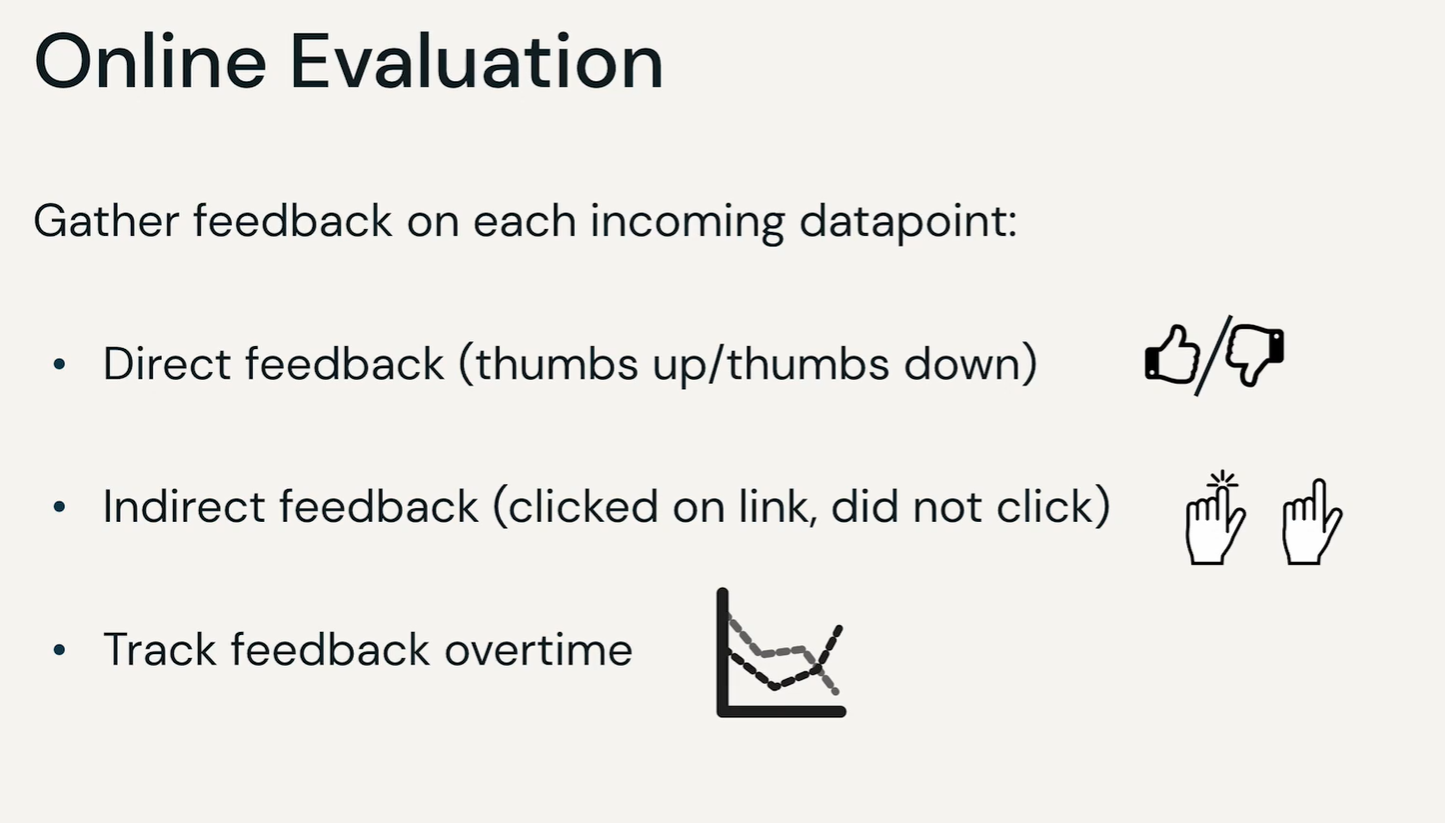 Online Evaluation
Gather feedback on each incoming datapoint:
• Direct feedback (thumbs up/thumbs down)
• Indirect feedback (clicked on link, did not click)
• Track feedback overtime